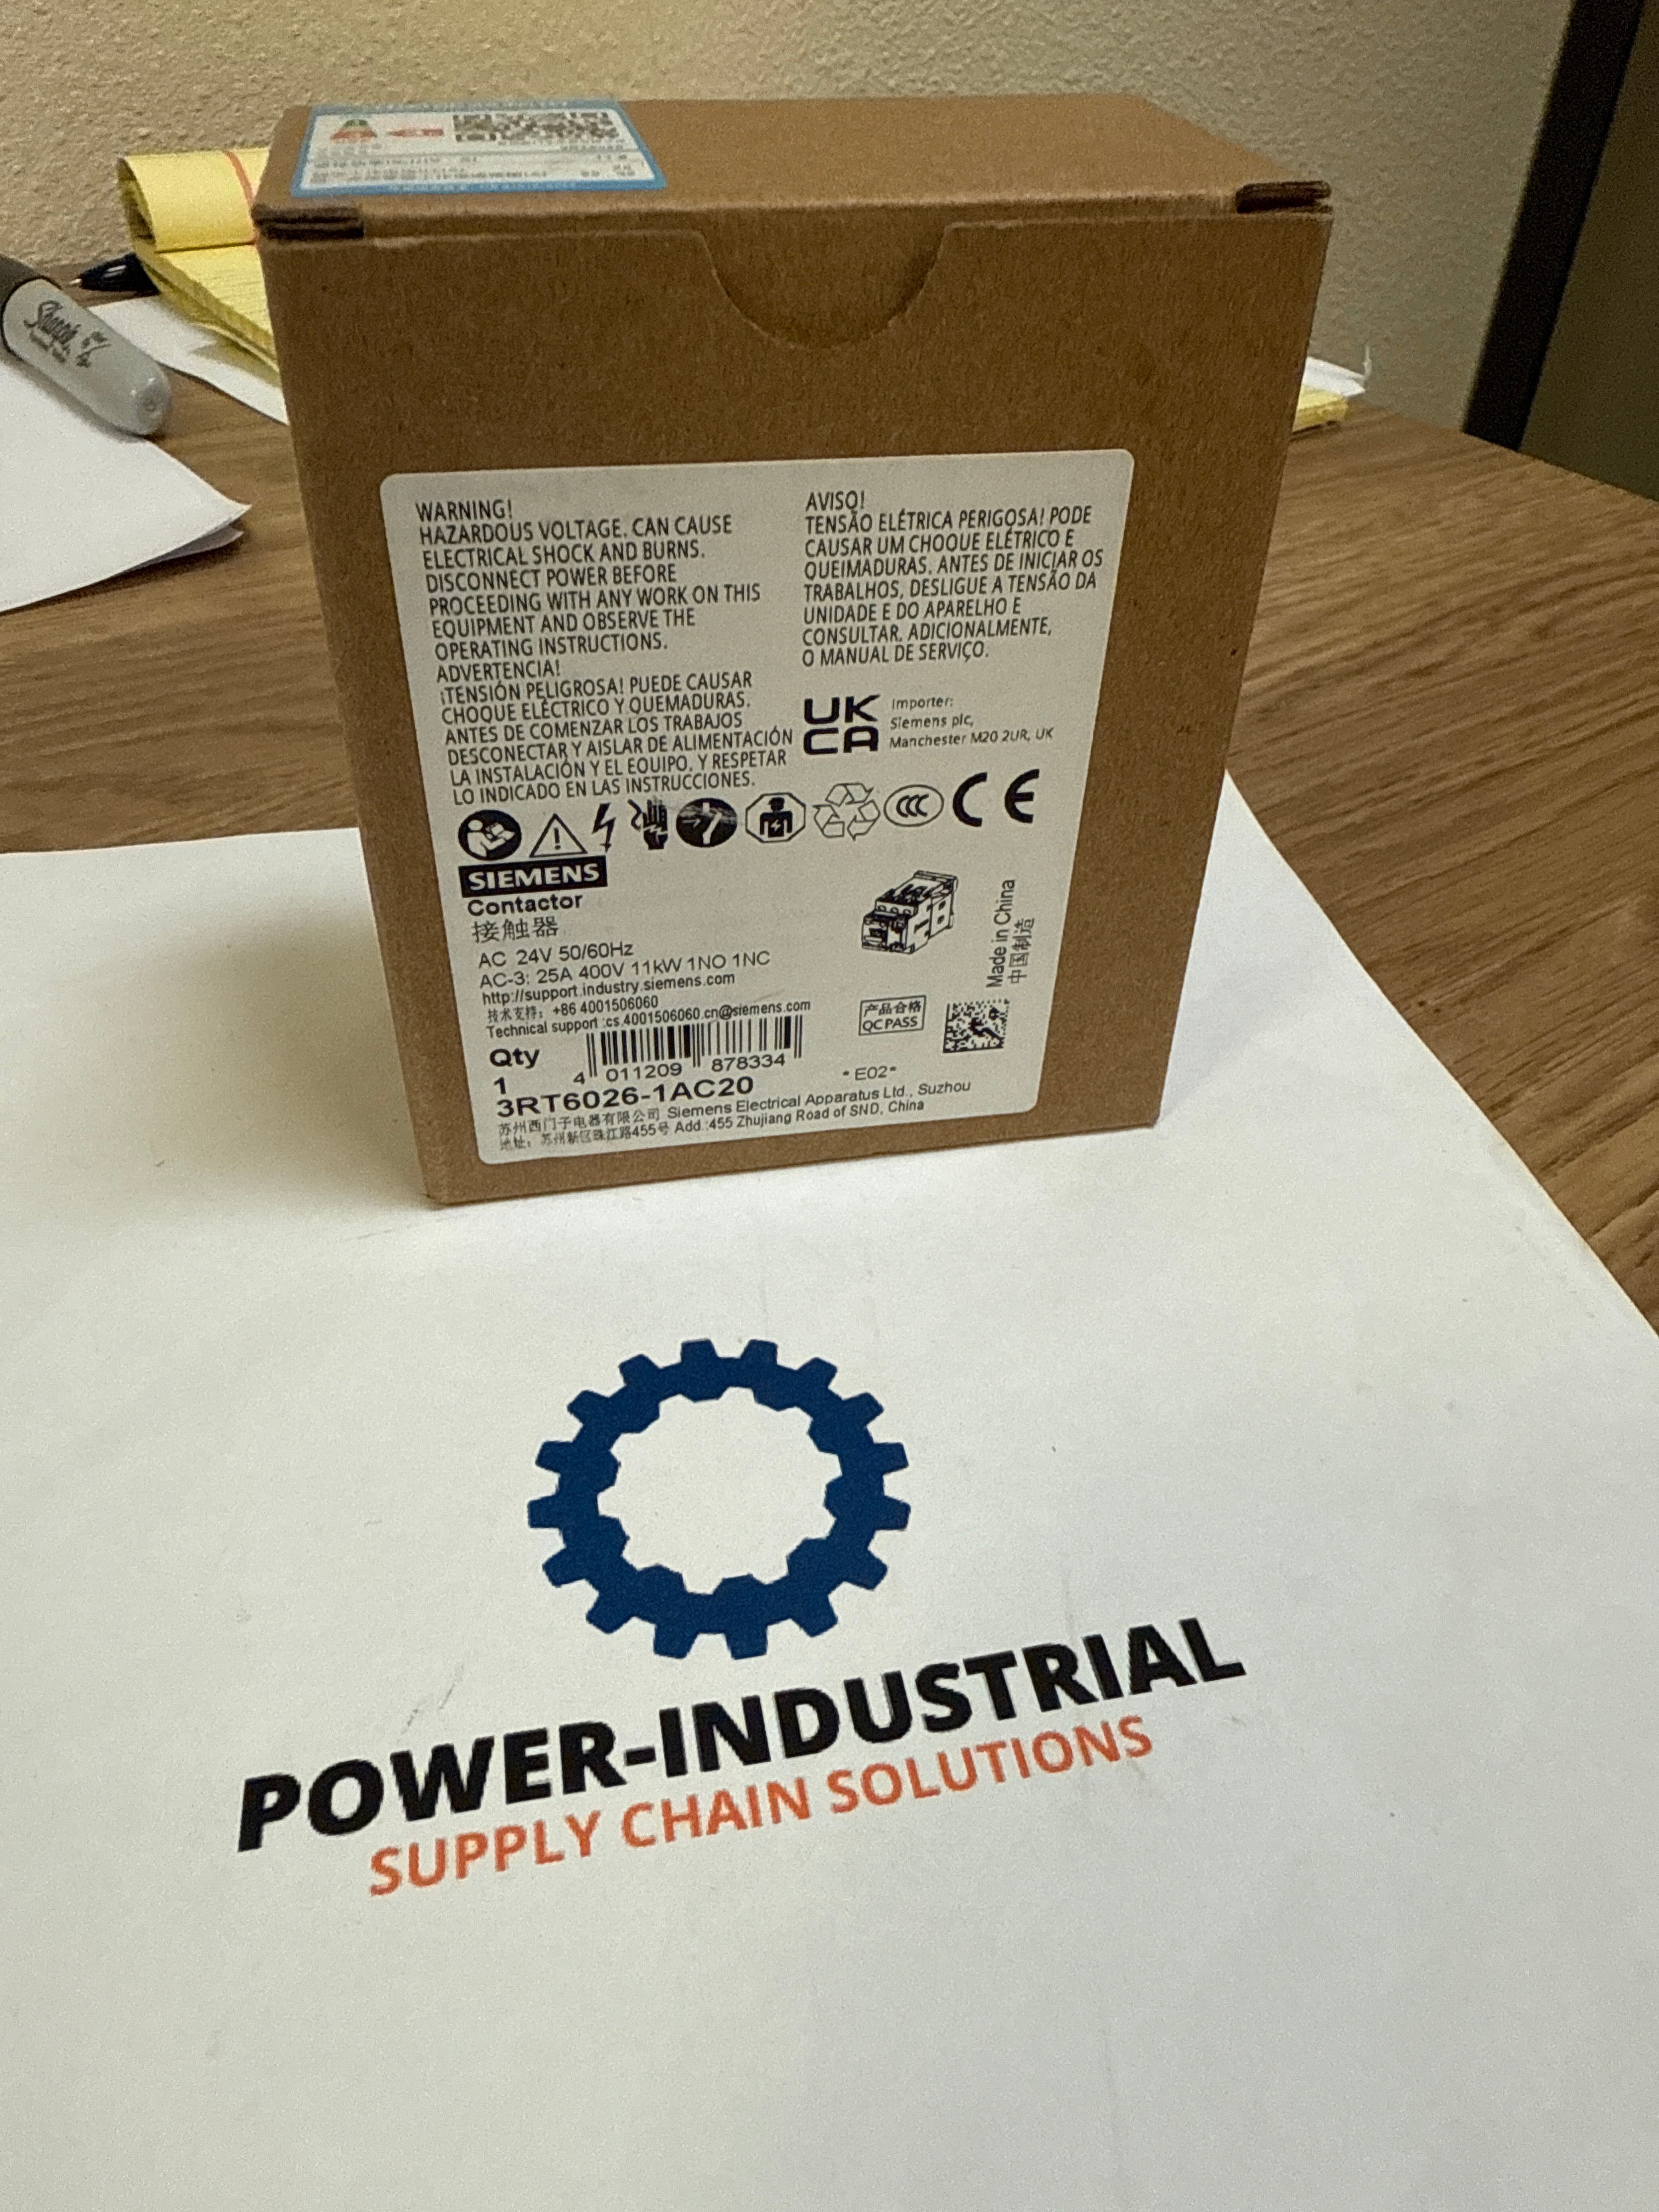 Sharpie
WARNING!
HAZARDOUS VOLTAGE. CAN CAUSE
ELECTRICAL SHOCK AND BURNS.
DISCONNECT POWER BEFORE
PROCEEDING WITH ANY WORK ON THIS
EQUIPMENT AND OBSERVE THE
OPERATING INSTRUCTIONS.
ADVERTENCIA!
¡TENSIÓN PELIGROSA! PUEDE CAUSAR
CHOQUE ELÉCTRICO Y QUEMADURAS.
ANTES DE COMENZAR LOS TRABAJOS
DESCONECTAR Y AISLAR DE ALIMENTACIÓN
LA INSTALACIÓN Y EL EQUIPO. Y RESPETAR
LO INDICADO EN LAS INSTRUCCIONES.
AVISO!
TENSÃO ELÉTRICA PERIGOSA! PODE
CAUSAR UM CHOQUE ELÉTRICO E
QUEIMADURAS. ANTES DE INICIAR OS
TRABALHOS, DESLIGUE A TENSÃO DA
UNIDADE E DO APARELHO E
CONSULTAR, ADICIONALMENTE,
O MANUAL DE SERVIÇO.
UK
CA
Importer:
Siemens plc,
Manchester M20 2UR, UK
CCC
CE
SIEMENS
Contactor
接触器
AC 24V 50/60Hz
AC-3: 25A 400V 11kW 1NO 1NC
http://support.industry.siemens.com
技术支持: +86 4001506060
Technical support :cs.4001506060.cn@siemens.com
Made in China
中国制造
产品合格
QC PASS
Qty
1
4 011209 878334
3RT6026-1AC20
*E02*
苏州西门子电器有限公司 Siemens Electrical Apparatus Ltd., Suzhou
地址: 苏州新区珠江路455号 Add.:455 Zhujiang Road of SND, China
POWER-INDUSTRIAL
SUPPLY CHAIN SOLUTIONS